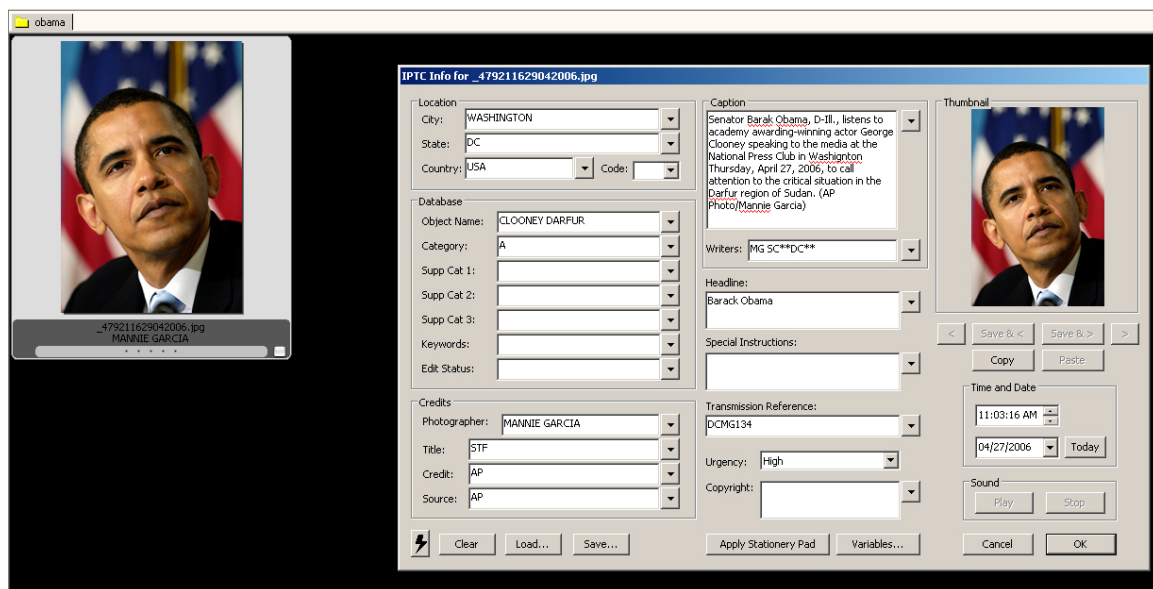 obama
_479211629042006.jpg
MANNIE GARCIA
IPTC Info for _479211629042006.jpg
Location
City: WASHINGTON
State: DC
Country: USA Code:
Database
Object Name: CLOONEY DARFUR
Category: A
Supp Cat 1:
Supp Cat 2:
Supp Cat 3:
Keywords:
Edit Status:
Credits
Photographer: MANNIE GARCIA
Title: STF
Credit: AP
Source: AP
Clear Load... Save...
Caption
Senator Barak Obama, D-Ill., listens to
academy awarding-winning actor George
Clooney speaking to the media at the
National Press Club in Washignton
Thursday, April 27, 2006, to call
attention to the critical situation in the
Darfur region of Sudan. (AP
Photo/Mannie Garcia)
Writers: MG SC**DC**
Headline:
Barack Obama
Special Instructions:
Transmission Reference:
DCMG134
Urgency: High
Copyright:
Apply Stationery Pad Variables...
Thumbnail
< Save & < Save & > >
Copy Paste
Time and Date
11:03:16 AM
04/27/2006 Today
Sound
Play Stop
Cancel OK